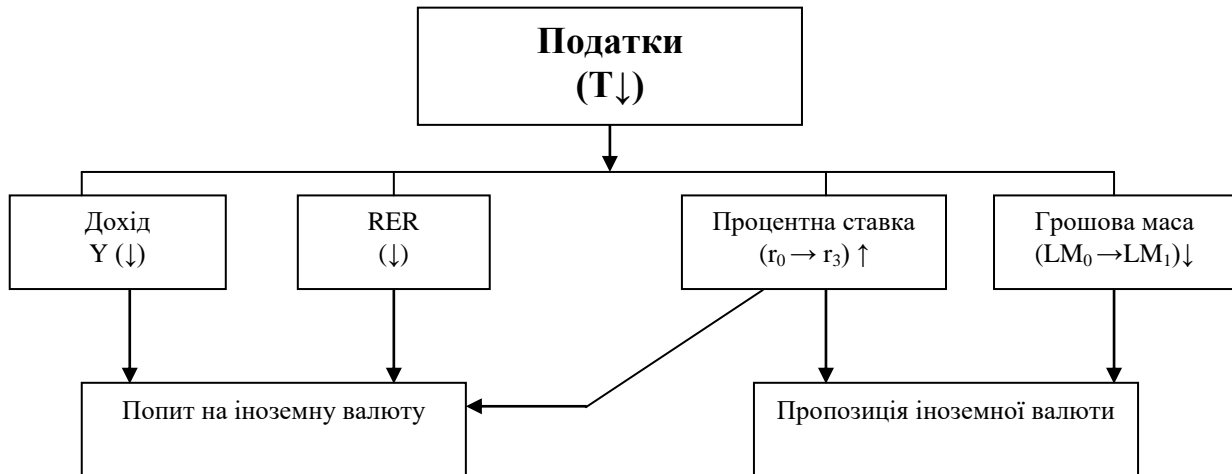 Податки
(T↓)
Дохід
Y (↓)
RER
(↓)
Процентна ставка
(r₀ → r₃) ↑
Грошова маса
(LM₀ →LM₁)↓
Попит на іноземну валюту
Пропозиція іноземної валюти